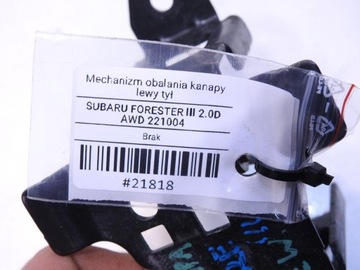 Mechanizm obalania kanapy
lewy tył
SUBARU FORESTER III 2.0D
AWD 221004
Brak
#21818